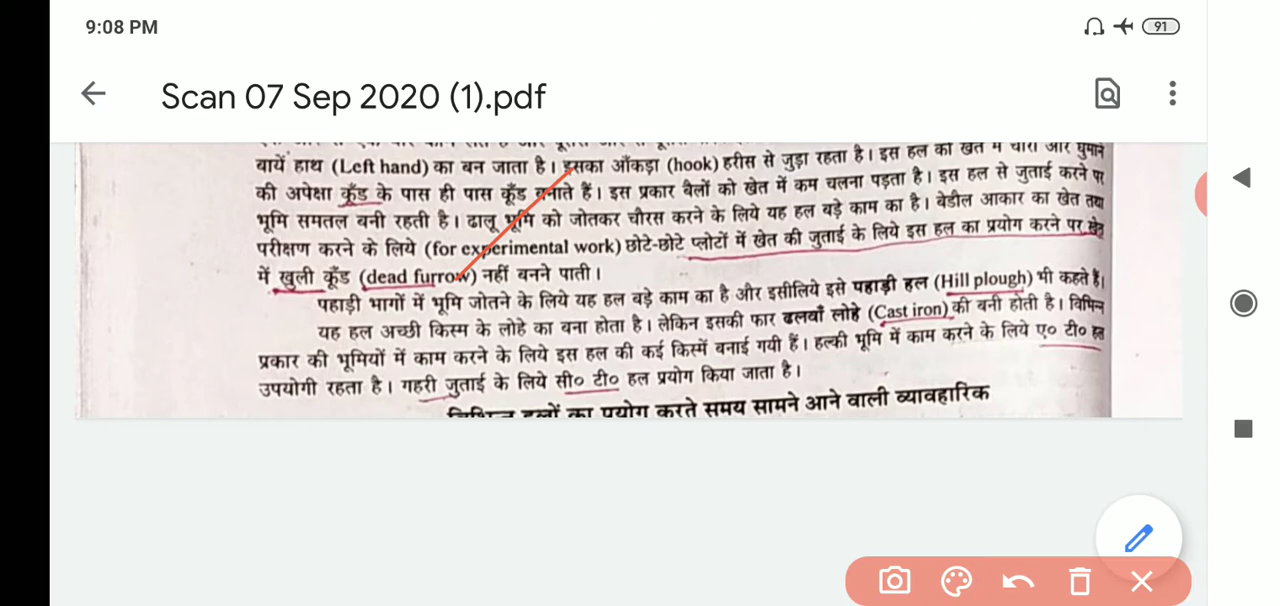 9:08 PM
91
Scan 07 Sep 2020 (1).pdf
बायें हाथ (Left hand) का बन जाता है। इसका आँकड़ा (hook) हरीस से जुड़ा रहता है। इस हल को खेत में चारों ओर घुमाने
की अपेक्षा कूँड के पास ही पास कूँड बनाते हैं। इस प्रकार बैलों को खेत में कम चलना पड़ता है। इस हल से जुताई करने पर
भूमि समतल बनी रहती है। ढालू भूमि को जोतकर चौरस करने के लिये यह हल बड़े काम का है। बेडौल आकार का खेत तथा
परीक्षण करने के लिये (for experimental work) छोटे-छोटे प्लोटों में खेत की जुताई के लिये इस हल का प्रयोग करने पर खेत
में खुली कूँड (dead furrow) नहीं बनने पाती।
पहाड़ी भागों में भूमि जोतने के लिये यह हल बड़े काम का है और इसीलिये इसे पहाड़ी हल (Hill plough) भी कहते हैं।
यह हल अच्छी किस्म के लोहे का बना होता है। लेकिन इसकी फार ढलवाँ लोहे (Cast iron) की बनी होती है। विभिन्न
प्रकार की भूमियों में काम करने के लिये इस हल की कई किस्में बनाई गयी हैं। हल्की भूमि में काम करने के लिये ए० टी० हल
उपयोगी रहता है। गहरी जुताई के लिये सी० टी० हल प्रयोग किया जाता है।
विभिन्न हलों का प्रयोग करते समय सामने आने वाली व्यावहारिक